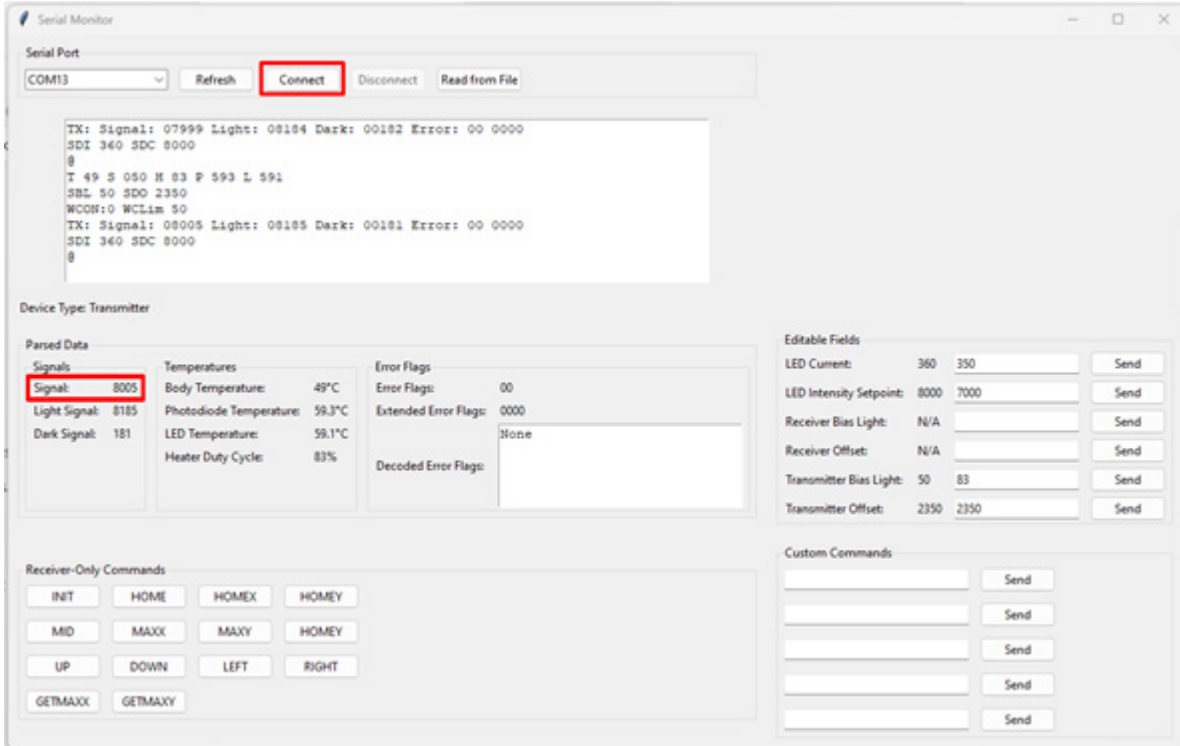 Serial Monitor
Serial Port
COM13 Refresh Connect Disconnect Read from File
TX: Signal: 07999 Light: 08184 Dark: 00182 Error: 00 0000
SDI 360 SDC 8000
@
T 49 S 050 H 83 P 593 L 591
SBL 50 SDO 2350
WCON:0 WCLim 50
TX: Signal: 08005 Light: 08185 Dark: 00181 Error: 00 0000
SDI 360 SDC 8000
@
Device Type: Transmitter
Parsed Data
Signals
Signal: 8005
Light Signal: 8185
Dark Signal: 181
Temperatures
Body Temperature: 49°C
Photodiode Temperature: 59.3°C
LED Temperature: 59.1°C
Heater Duty Cycle: 83%
Error Flags
Error Flags: 00
Extended Error Flags: 0000
Decoded Error Flags: None
Editable Fields
LED Current: 360 350 Send
LED Intensity Setpoint: 8000 7000 Send
Receiver Bias Light: N/A Send
Receiver Offset: N/A Send
Transmitter Bias Light: 50 83 Send
Transmitter Offset: 2350 2350 Send
Receiver-Only Commands
INIT HOME HOMEX HOMEY
MID MAXX MAXY HOMEY
UP DOWN LEFT RIGHT
GETMAXX GETMAXY
Custom Commands
Send
Send
Send
Send
Send